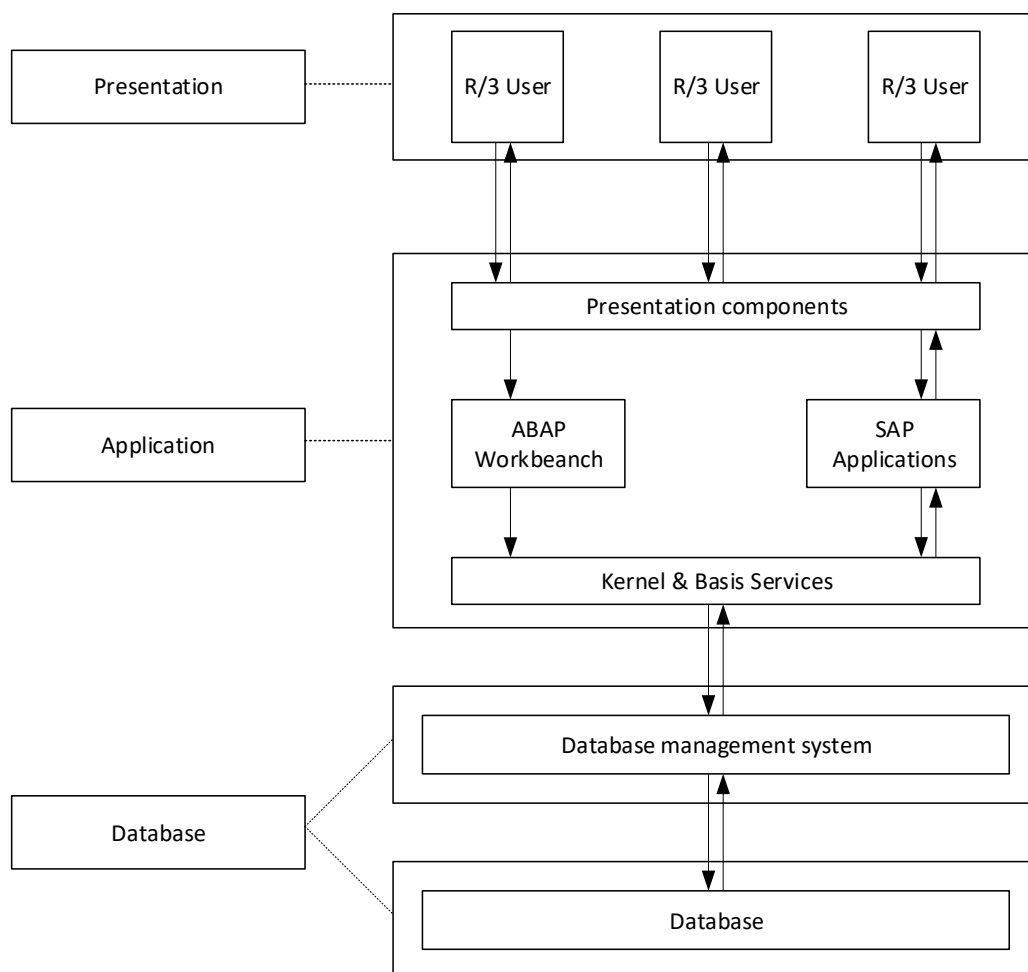 Presentation
R/3 User
R/3 User
R/3 User
Presentation components
Application
ABAP
Workbeanch
SAP
Applications
Kernel & Basis Services
Database management system
Database
Database